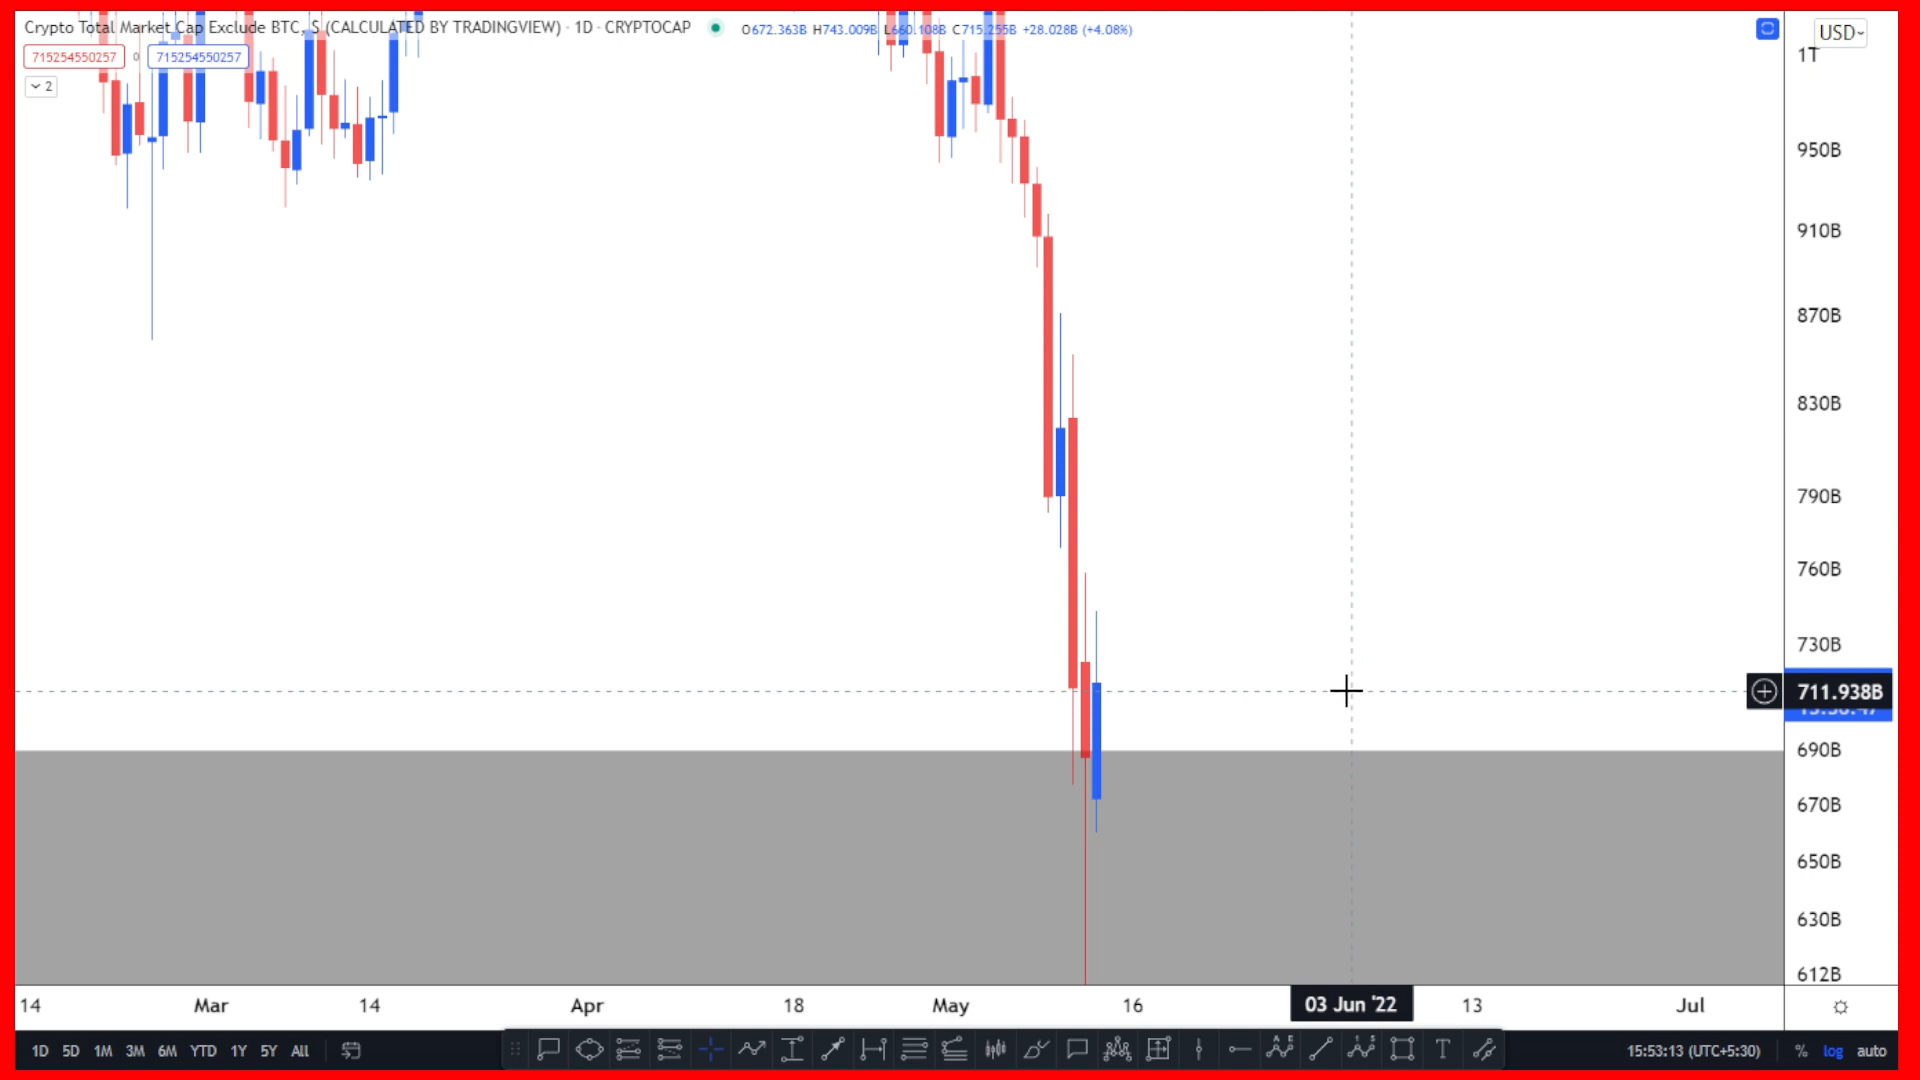 Crypto Total Market Cap Exclude BTC, $ (CALCULATED BY TRADINGVIEW) · 1D · CRYPTOCAP
O672.363B H743.009B L660.108B C715.255B +28.028B (+4.08%)
USD
715254550257 0 715254550257
2
1T
950B
910B
870B
830B
790B
760B
730B
711.938B
690B
670B
650B
630B
612B
14 Mar 14 Apr 18 May 16 03 Jun '22 13 Jul
1D 5D 1M 3M 6M YTD 1Y 5Y All
T
15:53:13 (UTC+5:30) % log auto